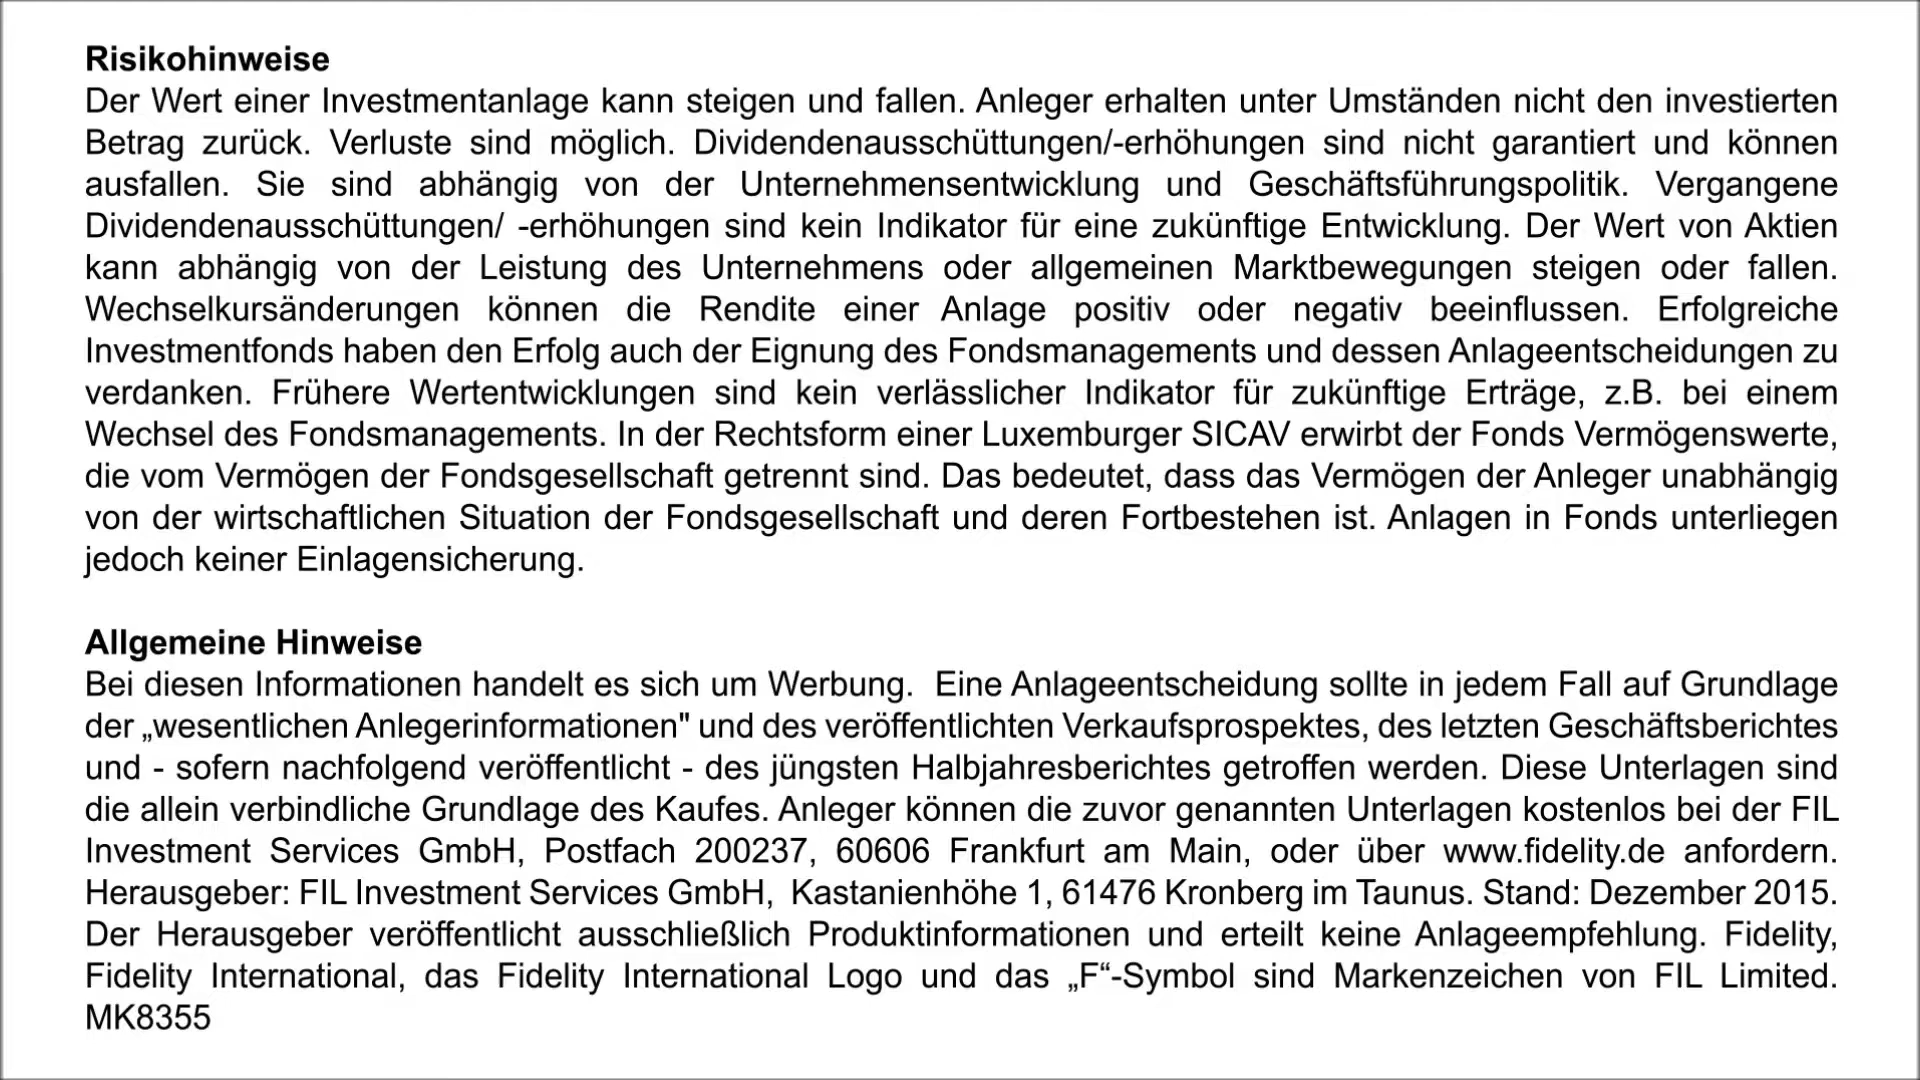 Risikohinweise
Der Wert einer Investmentanlage kann steigen und fallen. Anleger erhalten unter Umständen nicht den investierten
Betrag zurück. Verluste sind möglich. Dividendenausschüttungen/-erhöhungen sind nicht garantiert und können
ausfallen. Sie sind abhängig von der Unternehmensentwicklung und Geschäftsführungspolitik. Vergangene
Dividendenausschüttungen/ -erhöhungen sind kein Indikator für eine zukünftige Entwicklung. Der Wert von Aktien
kann abhängig von der Leistung des Unternehmens oder allgemeinen Marktbewegungen steigen oder fallen.
Wechselkursänderungen können die Rendite einer Anlage positiv oder negativ beeinflussen. Erfolgreiche
Investmentfonds haben den Erfolg auch der Eignung des Fondsmanagements und dessen Anlageentscheidungen zu
verdanken. Frühere Wertentwicklungen sind kein verlässlicher Indikator für zukünftige Erträge, z.B. bei einem
Wechsel des Fondsmanagements. In der Rechtsform einer Luxemburger SICAV erwirbt der Fonds Vermögenswerte,
die vom Vermögen der Fondsgesellschaft getrennt sind. Das bedeutet, dass das Vermögen der Anleger unabhängig
von der wirtschaftlichen Situation der Fondsgesellschaft und deren Fortbestehen ist. Anlagen in Fonds unterliegen
jedoch keiner Einlagensicherung.
Allgemeine Hinweise
Bei diesen Informationen handelt es sich um Werbung.  Eine Anlageentscheidung sollte in jedem Fall auf Grundlage
der „wesentlichen Anlegerinformationen" und des veröffentlichten Verkaufsprospektes, des letzten Geschäftsberichtes
und - sofern nachfolgend veröffentlicht - des jüngsten Halbjahresberichtes getroffen werden. Diese Unterlagen sind
die allein verbindliche Grundlage des Kaufes. Anleger können die zuvor genannten Unterlagen kostenlos bei der FIL
Investment Services GmbH, Postfach 200237, 60606 Frankfurt am Main, oder über www.fidelity.de anfordern.
Herausgeber: FIL Investment Services GmbH,  Kastanienhöhe 1, 61476 Kronberg im Taunus. Stand: Dezember 2015.
Der Herausgeber veröffentlicht ausschließlich Produktinformationen und erteilt keine Anlageempfehlung. Fidelity,
Fidelity International, das Fidelity International Logo und das „F“-Symbol sind Markenzeichen von FIL Limited.
MK8355